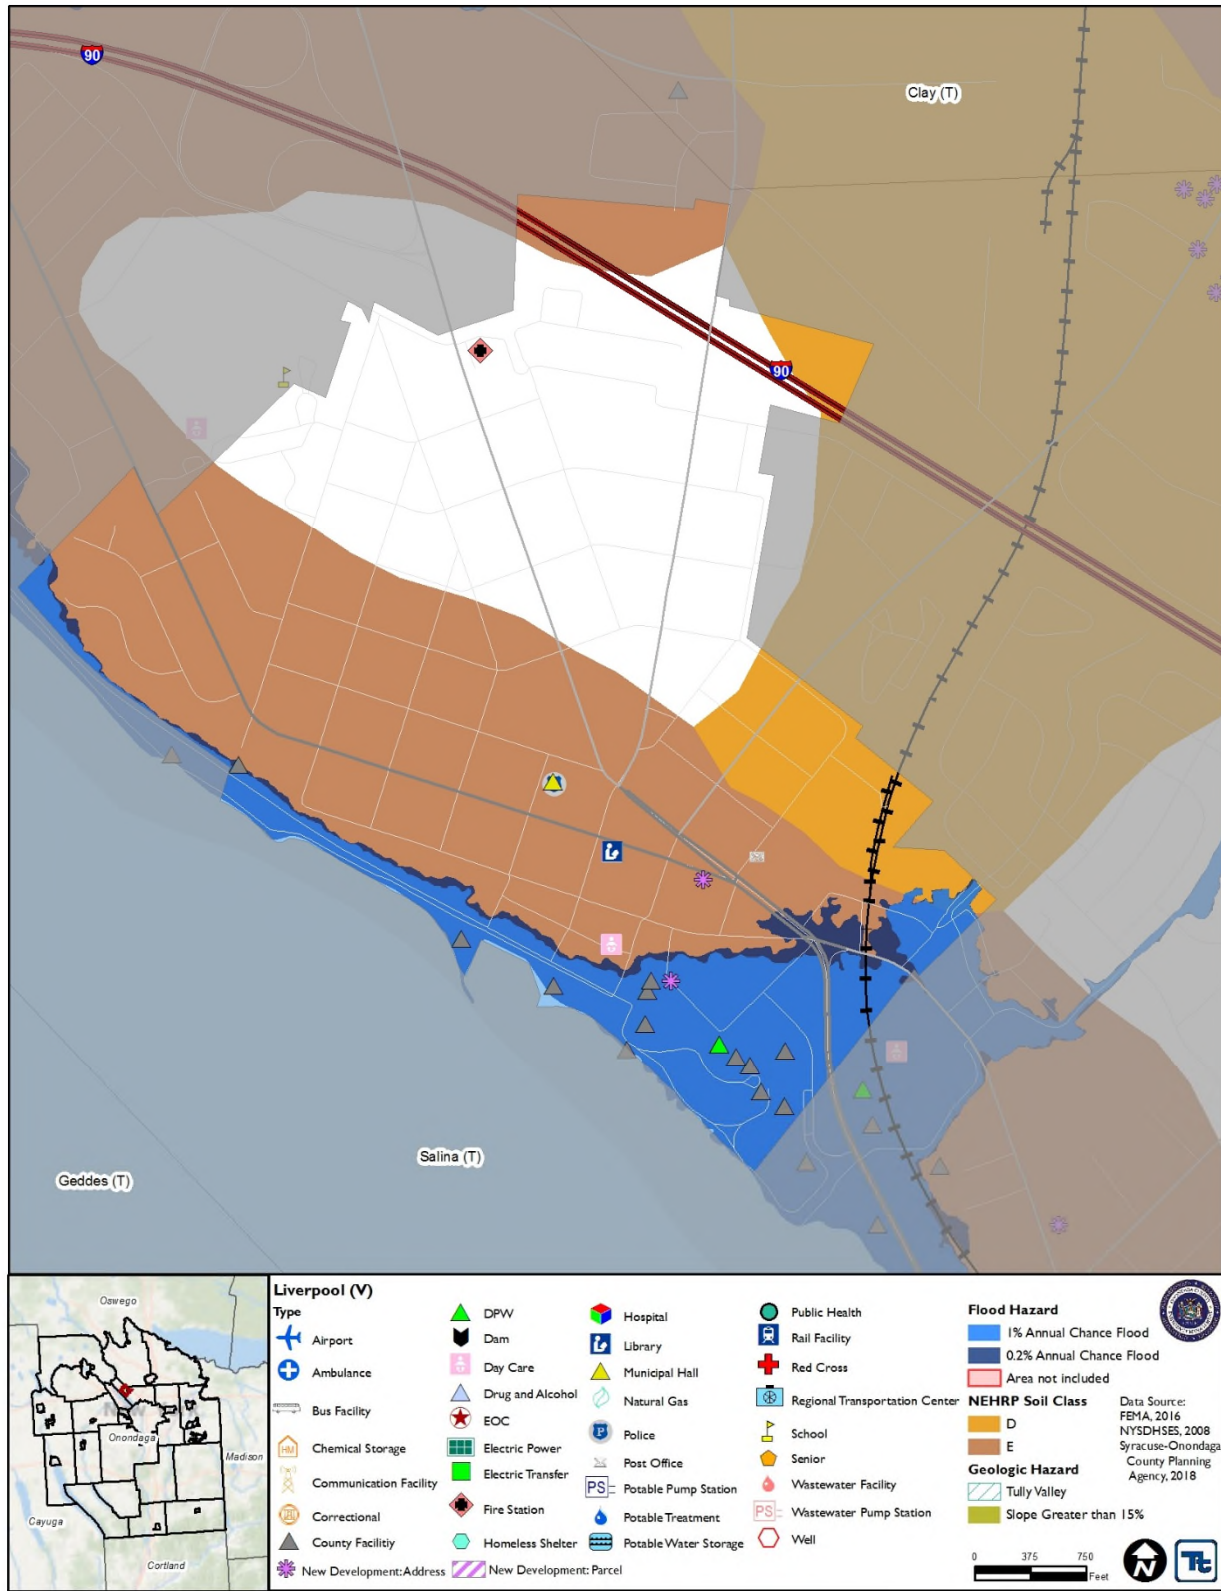 90
Clay (T)
90
Salina (T)
Geddes (T)
Oswego
Onondaga
Madison
Cayuga
Cortland
Liverpool (V)
Type
Airport
Ambulance
Bus Facility
HM
Chemical Storage
Communication Facility
Correctional
County Facilitiy
New Development: Address
DPW
Dam
Day Care
Drug and Alcohol
EOC
Electric Power
Electric Transfer
Fire Station
Homeless Shelter
New Development: Parcel
Hospital
Library
Municipal Hall
Natural Gas
P
Police
Post Office
PS
Potable Pump Station
Potable Treatment
Potable Water Storage
Public Health
Rail Facility
Red Cross
Regional Transportation Center
School
Senior
Wastewater Facility
PS
Wastewater Pump Station
Well
Flood Hazard
1% Annual Chance Flood
0.2% Annual Chance Flood
Area not included
NEHRP Soil Class
D
E
Geologic Hazard
Tully Valley
Slope Greater than 15%
Data Source:
FEMA, 2016
NYSDHSES, 2008
Syracuse-Onondaga
County Planning
Agency, 2018
0 375 750
Feet
N
Tt